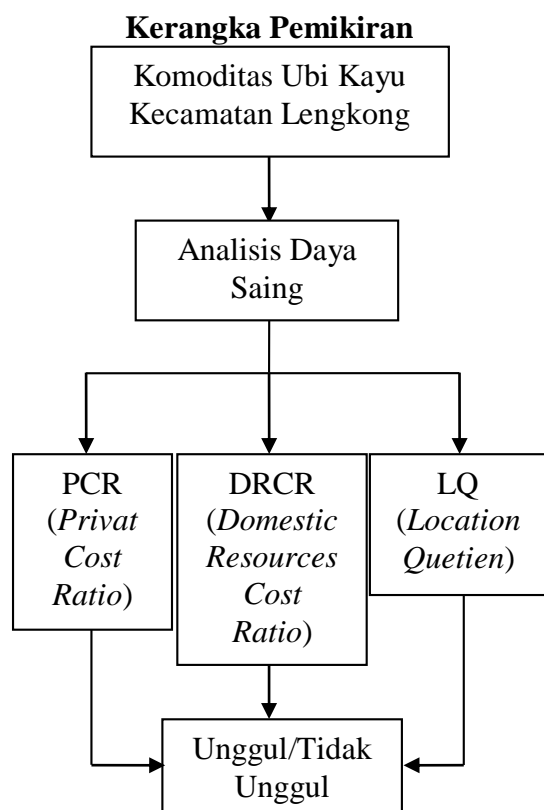 Kerangka Pemikiran
Komoditas Ubi Kayu
Kecamatan Lengkong
Analisis Daya
Saing
PCR
(Privat
Cost
Ratio)
DRCR
(Domestic
Resources
Cost
Ratio)
LQ
(Location
Quetien)
Unggul/Tidak
Unggul